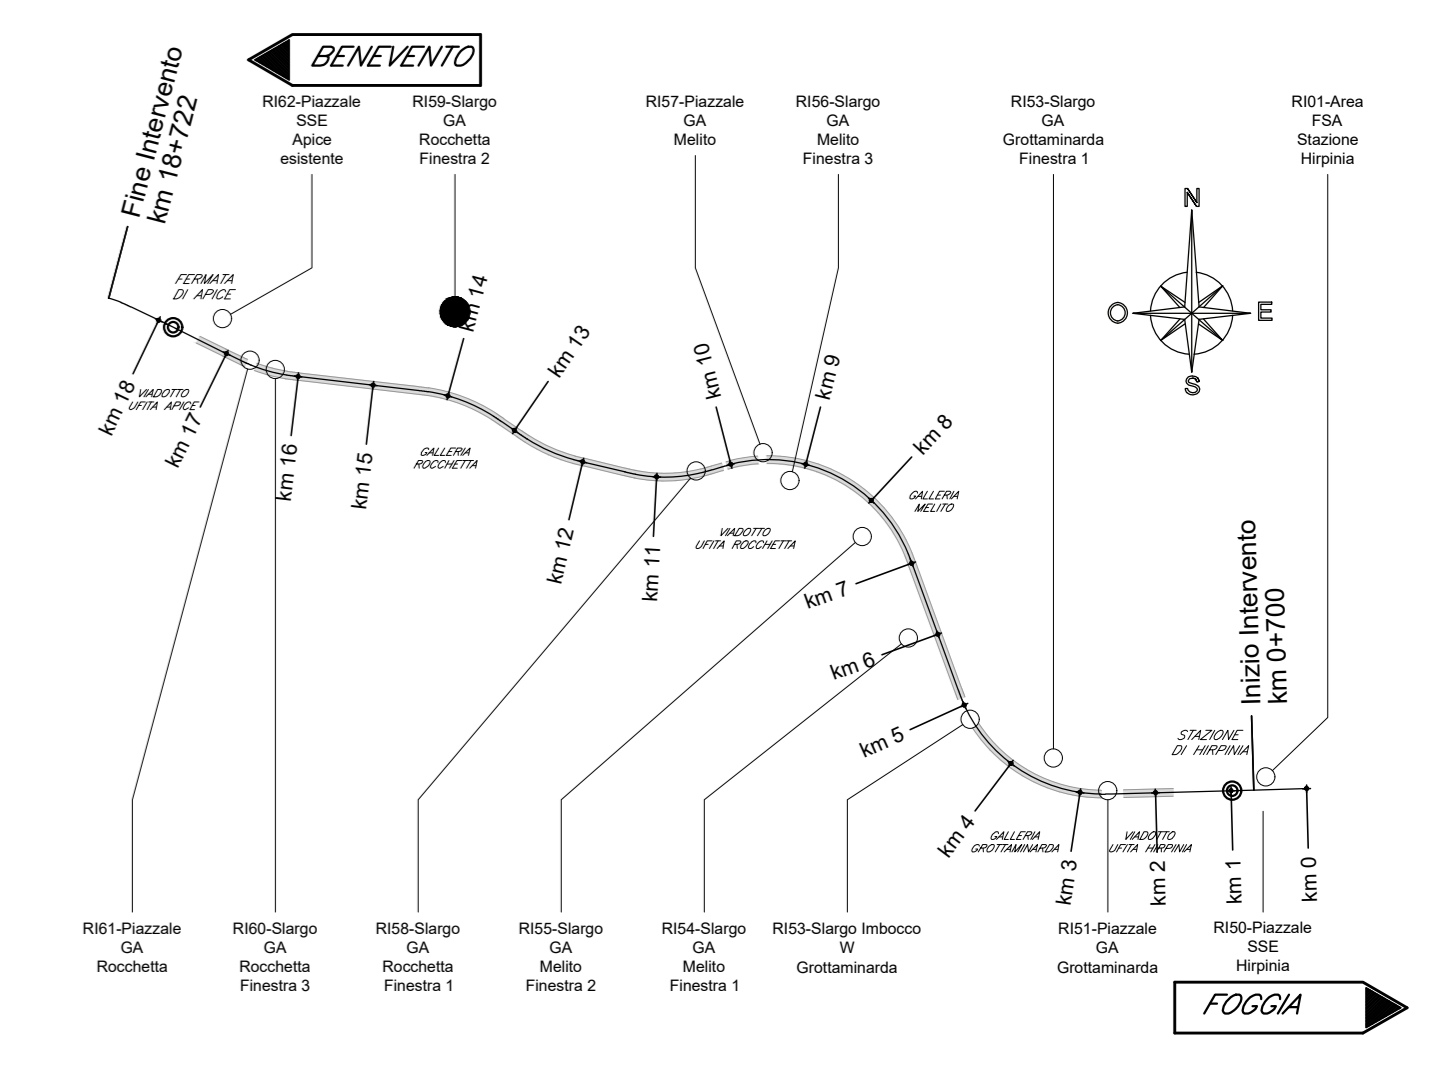 BENEVENTO
Fine Intervento
km 18+722
RI62-Piazzale
SSE
Apice
esistente
RI59-Slargo
GA
Rocchetta
Finestra 2
RI57-Piazzale
GA
Melito
RI56-Slargo
GA
Melito
Finestra 3
RI53-Slargo
GA
Grottaminarda
Finestra 1
RI01-Area
FSA
Stazione
Hirpinia
N
O
E
S
FERMATA
DI APICE
VIADOTTO
UFITA APICE
GALLERIA
ROCCHETTA
VIADOTTO
UFITA ROCCHETTA
GALLERIA
MELITO
STAZIONE
DI HIRPINIA
GALLERIA
GROTTAMINARDA
VIADOTTO
UFITA HIRPINIA
km 18
km 17
km 16
km 15
km 14
km 13
km 12
km 11
km 10
km 9
km 8
km 7
km 6
km 5
km 4
km 3
km 2
km 1
km 0
Inizio Intervento
km 0+700
RI61-Piazzale
GA
Rocchetta
RI60-Slargo
GA
Rocchetta
Finestra 3
RI58-Slargo
GA
Rocchetta
Finestra 1
RI55-Slargo
GA
Melito
Finestra 2
RI54-Slargo
GA
Melito
Finestra 1
RI53-Slargo Imbocco
W
Grottaminarda
RI51-Piazzale
GA
Grottaminarda
RI50-Piazzale
SSE
Hirpinia
FOGGIA